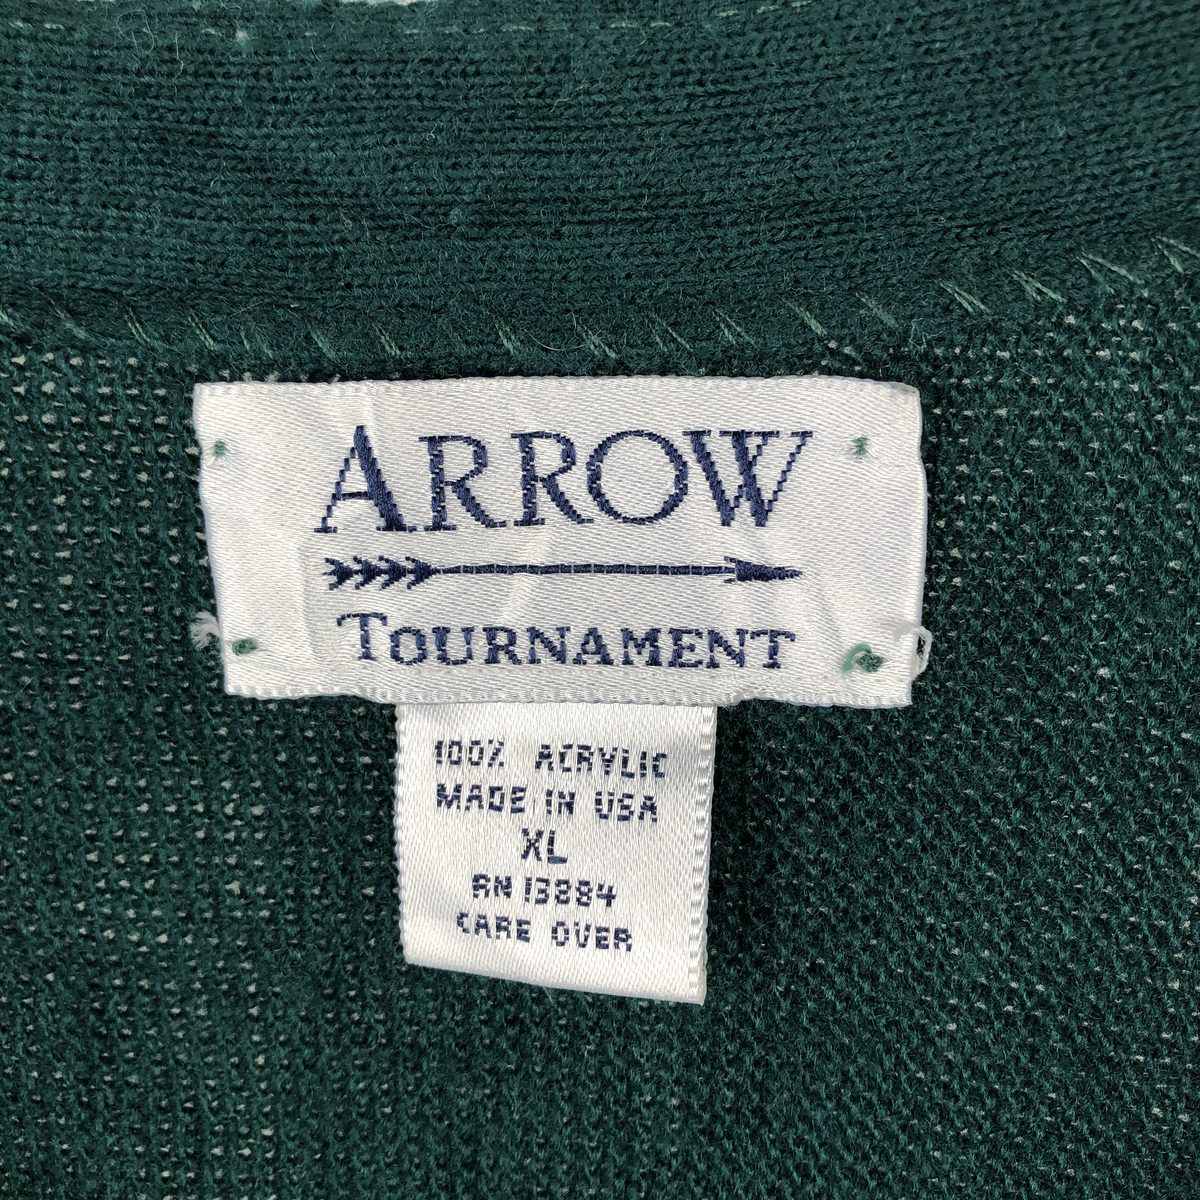 ARROW
TOURNAMENT
100% ACRYLIC
MADE IN USA
XL
RN 13884
CARE OVER